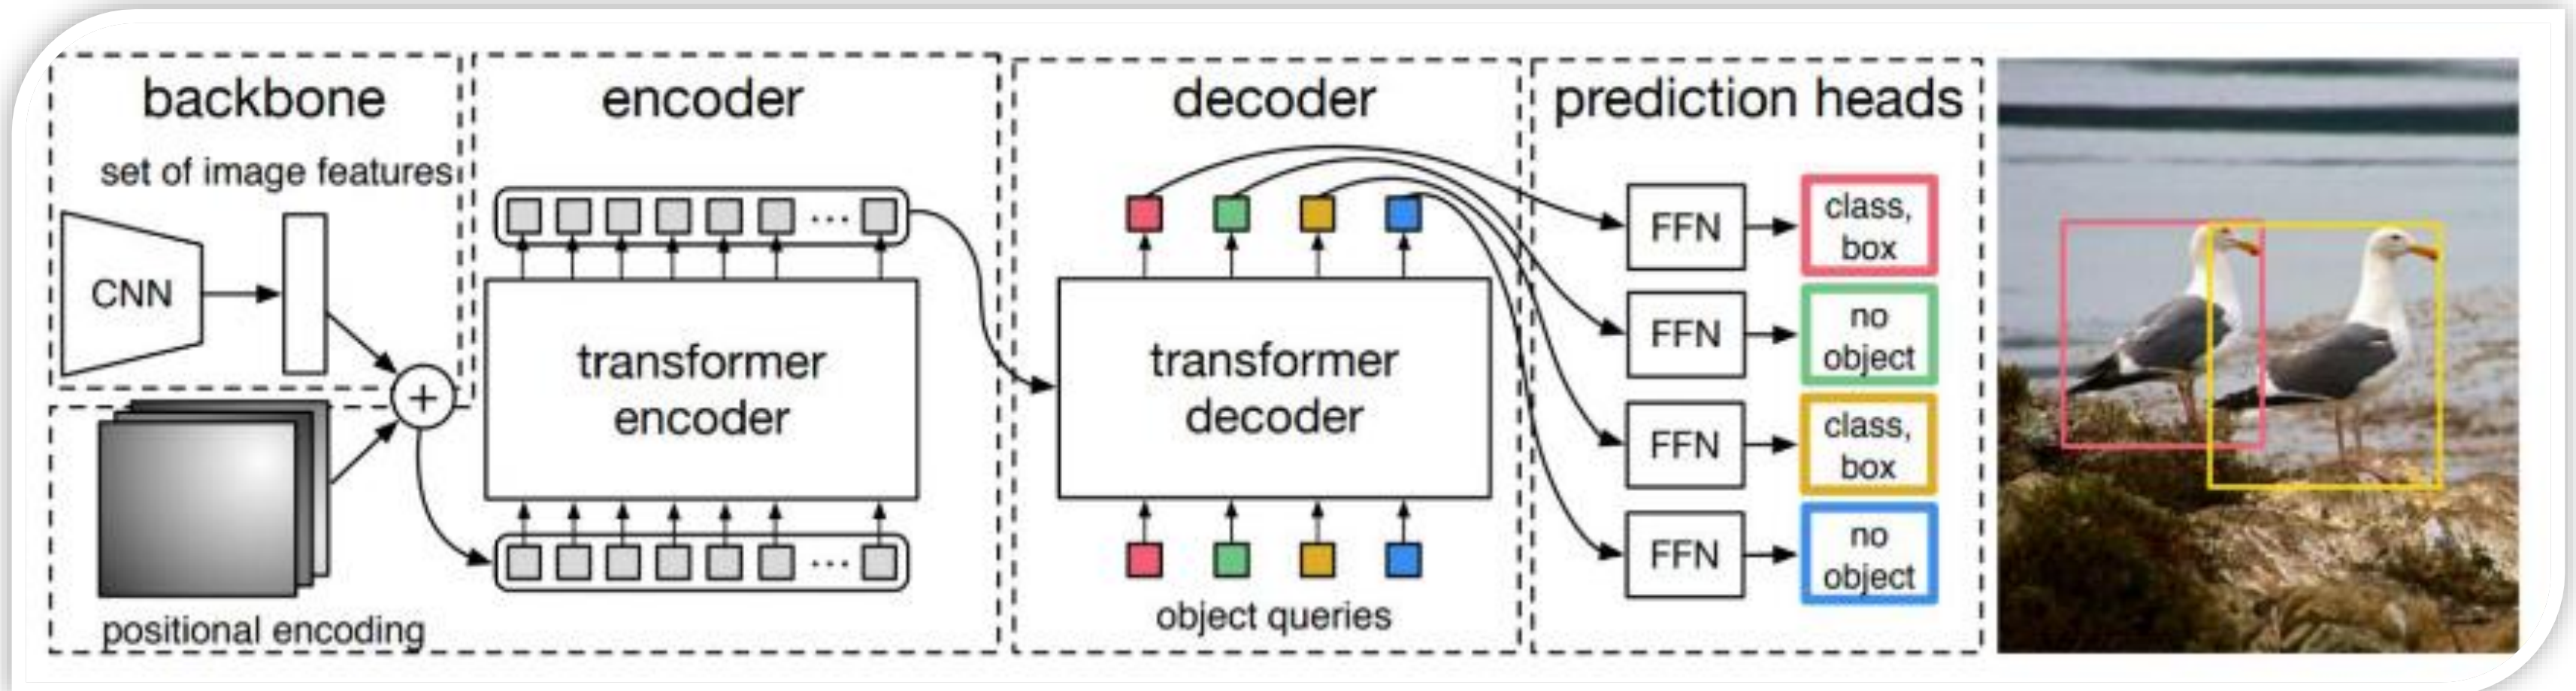 backbone
set of image features
CNN
+
positional encoding
encoder
...
transformer
encoder
...
decoder
transformer
decoder
object queries
prediction heads
FFN
class,
box
FFN
no
object
FFN
class,
box
FFN
no
object